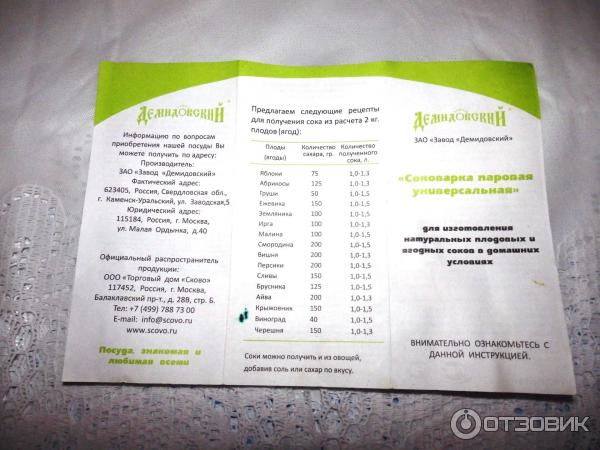 ДЕМИДОВСКИЙ
Информацию по вопросам
приобретения нашей посуды Вы
можете получить по адресу:
Производитель:
ЗАО «Завод «Демидовский»
Фактический адрес:
623405, Россия, Свердловская обл.,
г. Каменск-Уральский, ул. Заводская,5
Юридический адрес:
115184, Россия, г. Москва,
ул. Малая Ордынка, д.40
Официальный распространитель
продукции:
ООО «Торговый дом «Сково»
117452, Россия, г. Москва,
Балаклавский пр-т., д. 28В, стр. Б.
Тел: +7 (499) 788 73 00
E-mail: info@scovo.ru
www.scovo.ru
Посуда, знакомая и
любимая всеми
Предлагаем следующие рецепты
для получения сока из расчета 2 кг.
плодов (ягод):
Плоды (ягоды) Количество сахара, гр. Количество полученного сока, л.
Яблоки 75 1,0-1,3
Абрикосы 125 1,0-1,3
Груши 50 1,0-1,3
Ежевика 150 1,0-1,5
Земляника 100 1,0-1,5
Ирга 100 1,0-1,3
Малина 100 1,0-1,5
Смородина 200 1,0-1,5
Вишня 200 1,0-1,3
Персики 200 1,0-1,5
Сливы 150 1,0-1,5
Брусника 125 1,0-1,5
Айва 200 1,0-1,3
Крыжовник 150 1,0-1,5
Виноград 40 1,0-1,5
Черешня 150 1,0-1,3
Соки можно получить и из овощей,
добавив соль или сахар по вкусу.
ДЕМИДОВСКИЙ
ЗАО «Завод «Демидовский»
«Соковарка паровая
универсальная»
для изготовления
натуральных плодовых и
ягодных соков в домашних
условиях
ВНИМАТЕЛЬНО ОЗНАКОМЬТЕСЬ С
ДАННОЙ ИНСТРУКЦИЕЙ.
ОТЗОВИК